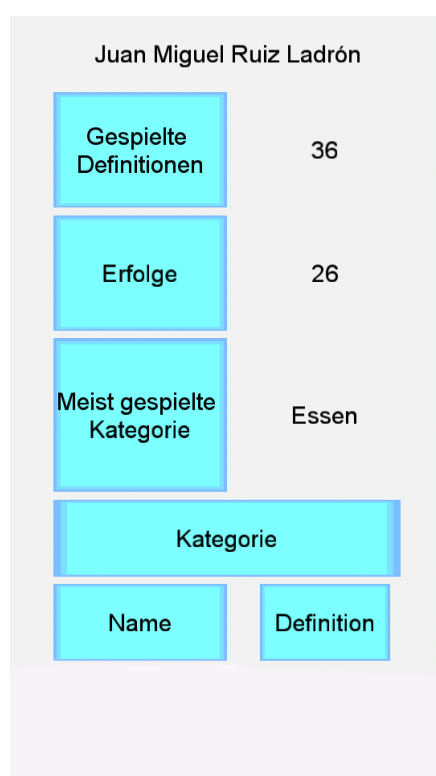 Juan Miguel Ruiz Ladrón
Gespielte
Definitionen
36
Erfolge
26
Meist gespielte
Kategorie
Essen
Kategorie
Name
Definition